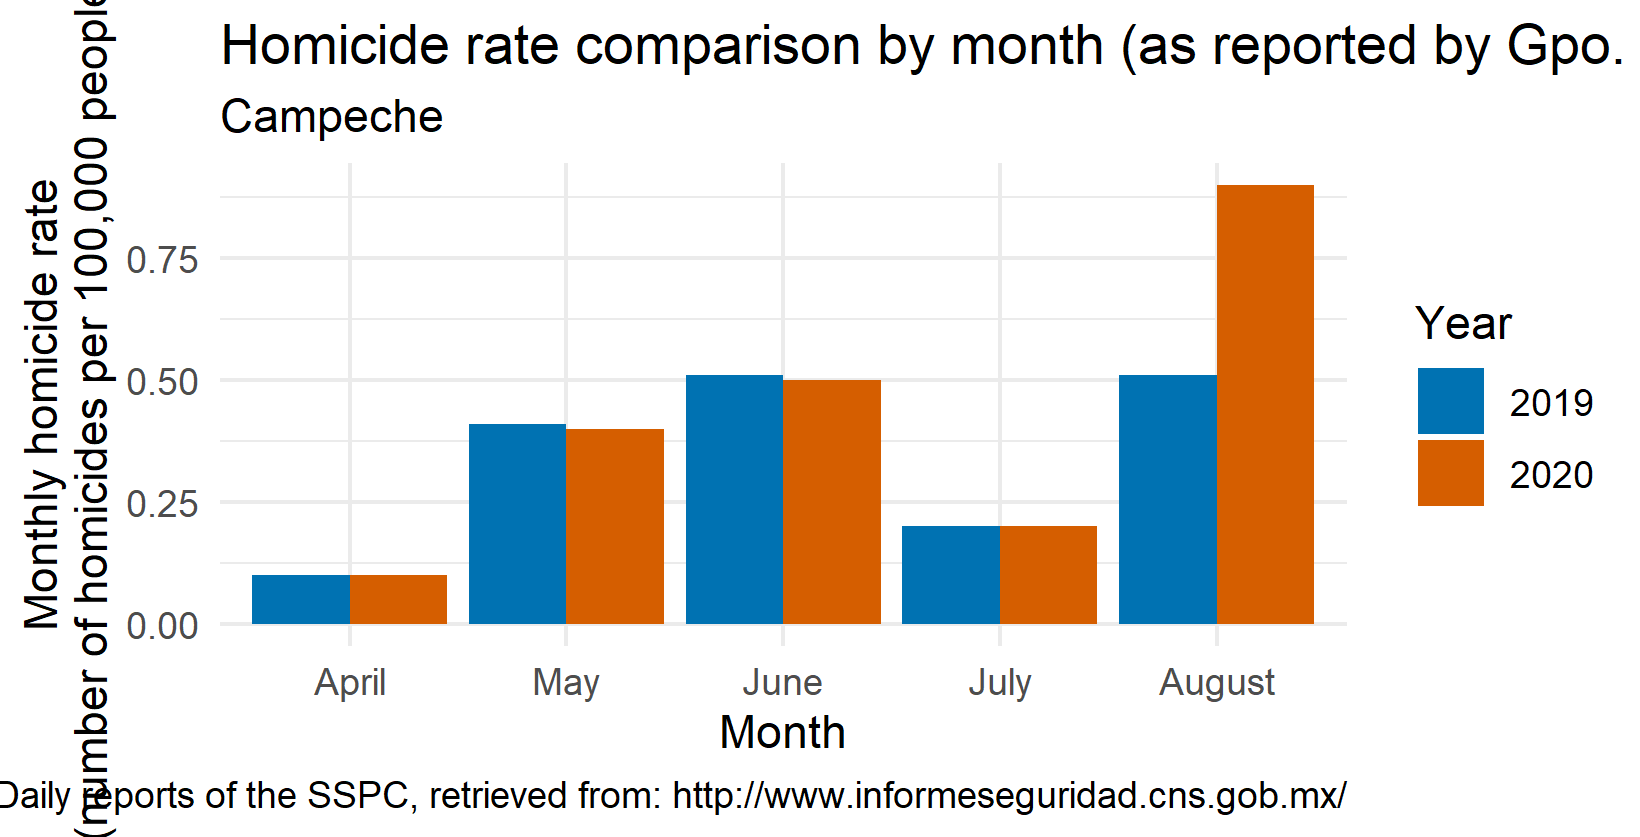 Homicide rate comparison by month (as reported by Gpo.
Campeche
Monthly homicide rate
(number of homicides per 100,000 people
0.75
0.50
0.25
0.00
April May June July August
Month
Year
2019
2020
Daily reports of the SSPC, retrieved from: http://www.informeseguridad.cns.gob.mx/